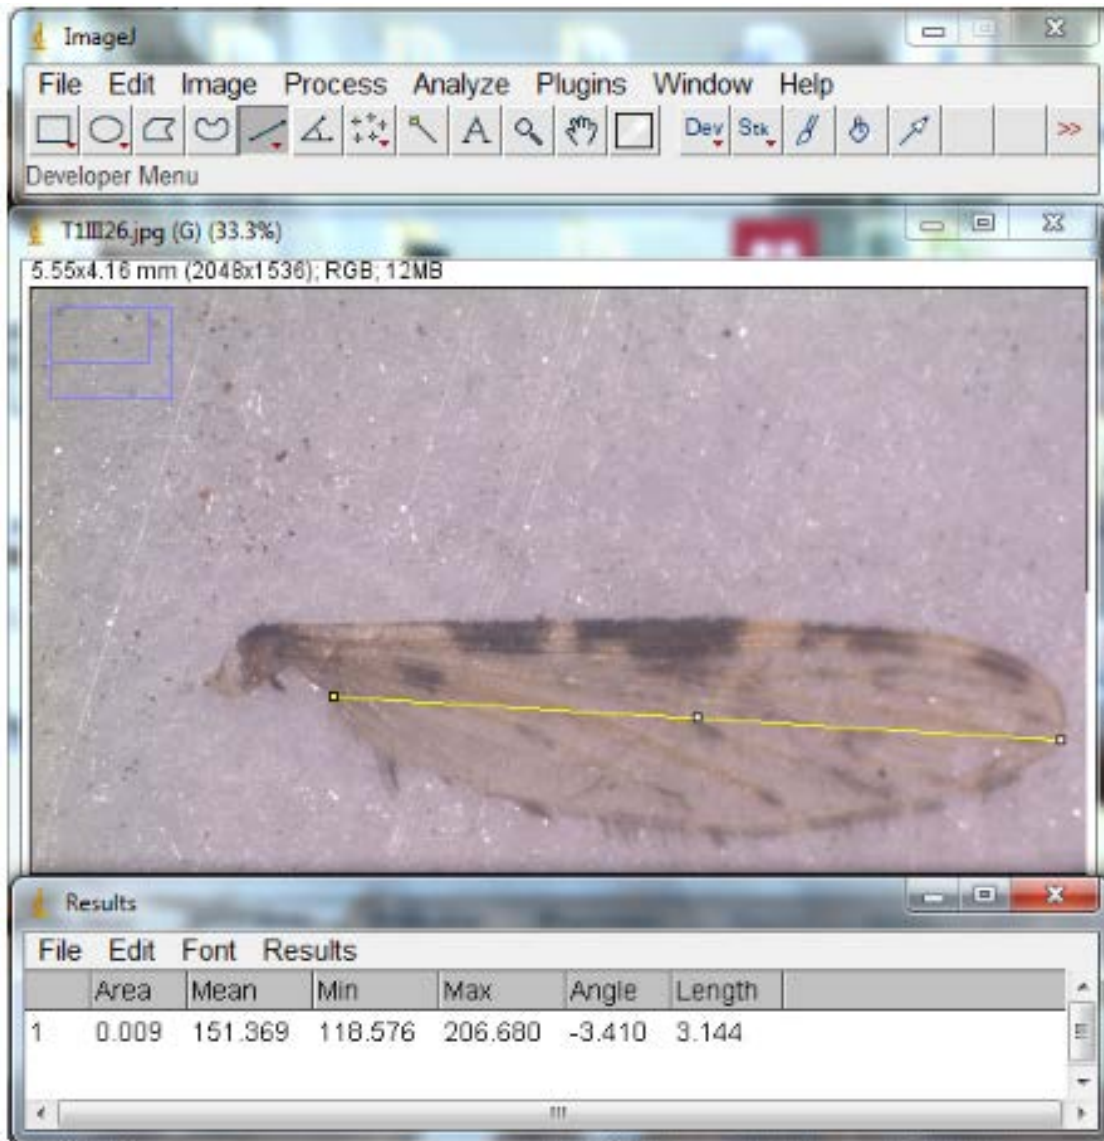 ImageJ
File Edit Image Process Analyze Plugins Window Help
A Dev Stk >>
Developer Menu
T1III26.jpg (G) (33.3%)
5.55x4.16 mm (2048x1536); RGB; 12MB
Results
File Edit Font Results
Area Mean Min Max Angle Length
1 0.009 151.369 118.576 206.680 -3.410 3.144